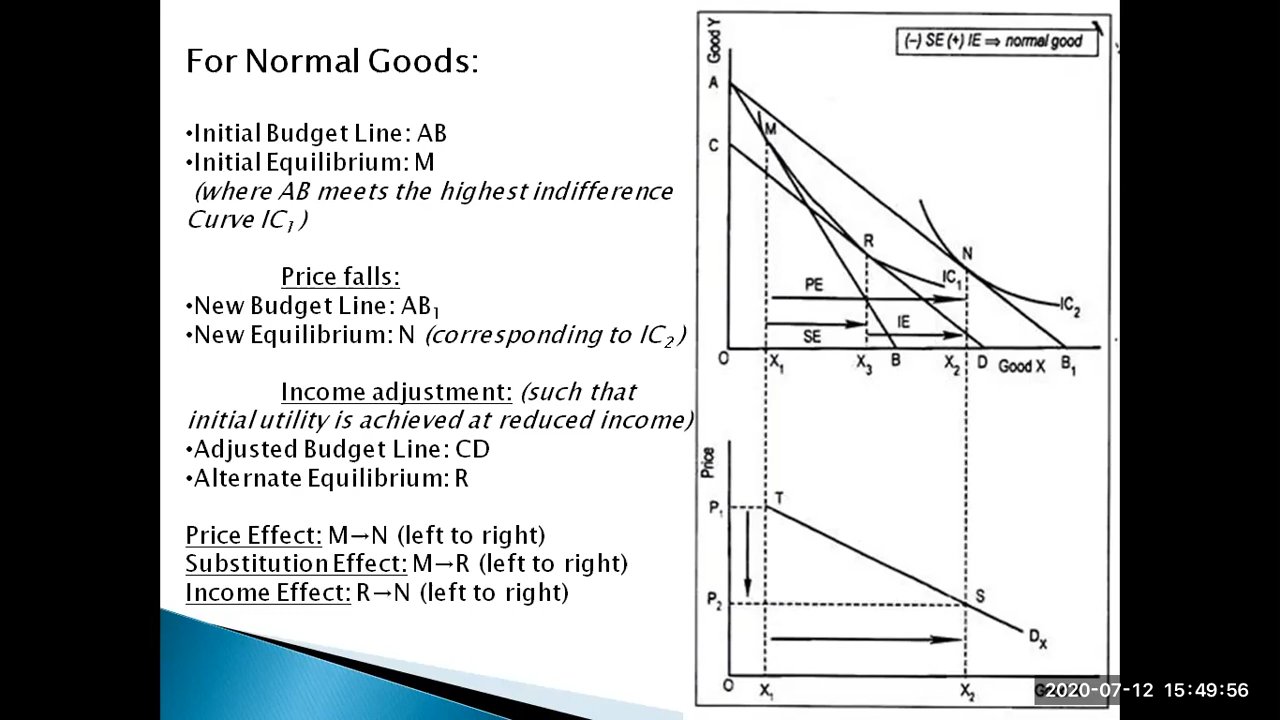 For Normal Goods:
•Initial Budget Line: AB
•Initial Equilibrium: M
(where AB meets the highest indifference
Curve IC₁)
Price falls:
•New Budget Line: AB₁
•New Equilibrium: N (corresponding to IC₂)
Income adjustment: (such that
initial utility is achieved at reduced income)
•Adjusted Budget Line: CD
•Alternate Equilibrium: R
Price Effect: M→N (left to right)
Substitution Effect: M→R (left to right)
Income Effect: R→N (left to right)
(−) SE (+) IE ⟹ normal good
Good Y
A
M
C
R
N
IC₁
PE
IC₂
IE
SE
O X₁ X₃ B X₂ D Good X B₁
Price
P₁ T
P₂ S
Dₓ
O X₁ X₂
2020-07-12 15:49:56